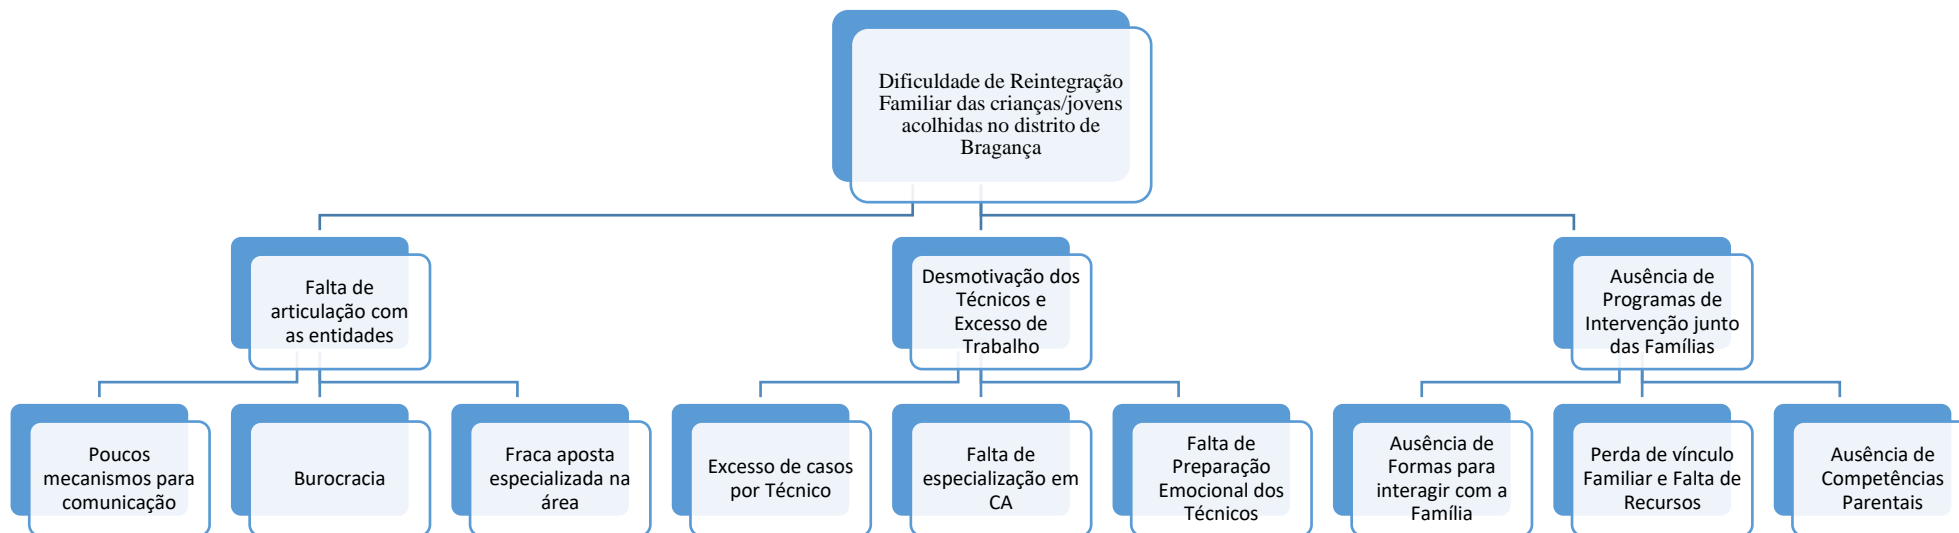 Dificuldade de Reintegração
Familiar das crianças/jovens
acolhidas no distrito de
Bragança
Falta de
articulação com
as entidades
Desmotivação dos
Técnicos e
Excesso de
Trabalho
Ausência de
Programas de
Intervenção junto
das Famílias
Poucos
mecanismos para
comunicação
Burocracia
Fraca aposta
especializada na
área
Excesso de casos
por Técnico
Falta de
especialização em
CA
Falta de
Preparação
Emocional dos
Técnicos
Ausência de
Formas para
interagir com a
Família
Perda de vínculo
Familiar e Falta de
Recursos
Ausência de
Competências
Parentais